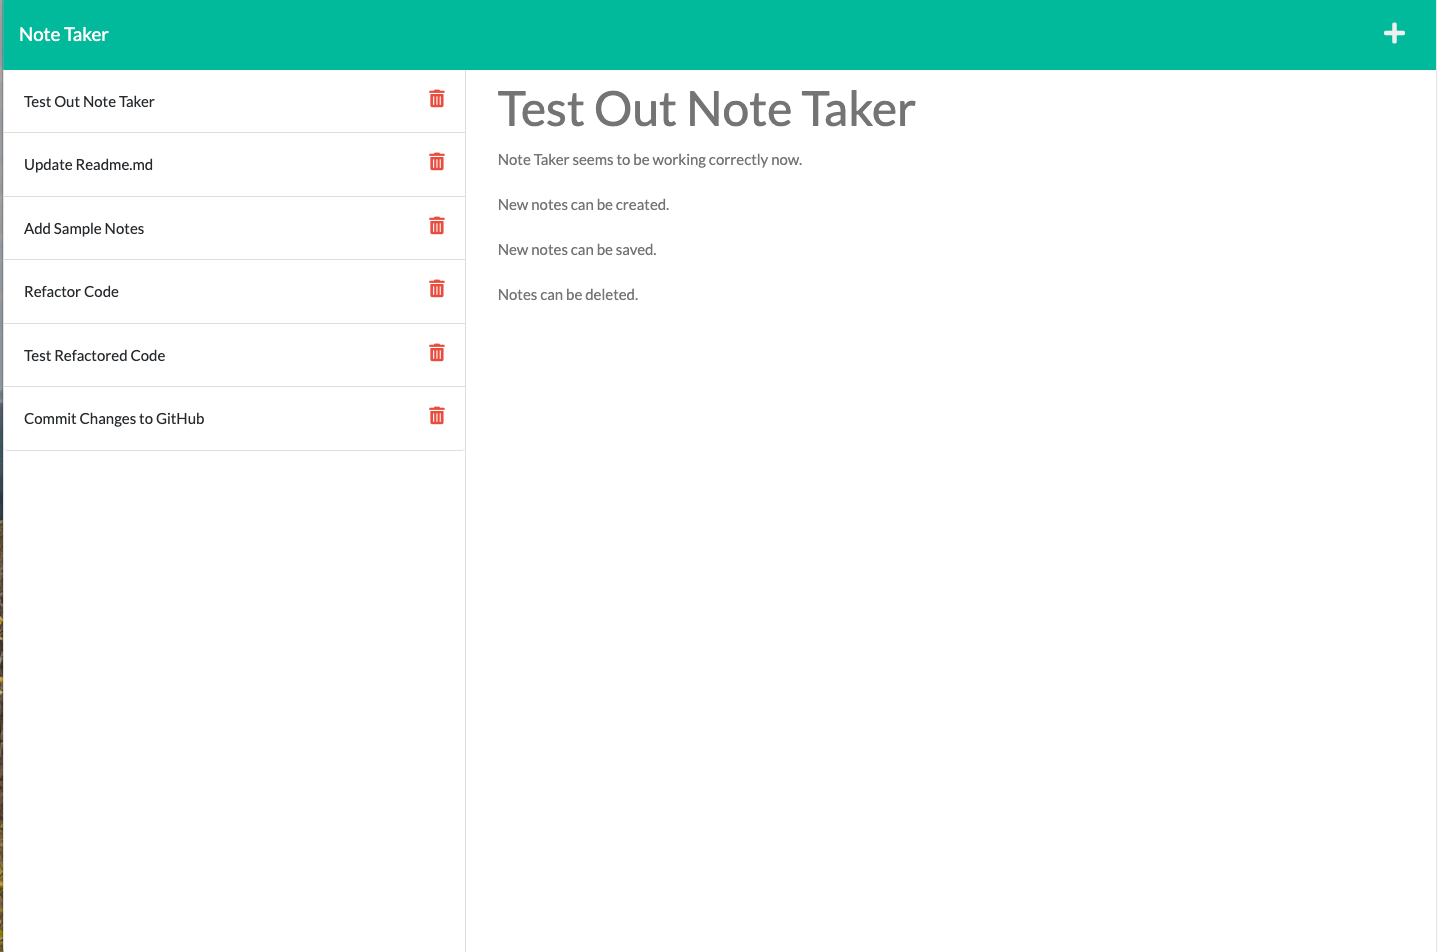 Note Taker
Test Out Note Taker
Update Readme.md
Add Sample Notes
Refactor Code
Test Refactored Code
Commit Changes to GitHub
Test Out Note Taker
Note Taker seems to be working correctly now.
New notes can be created.
New notes can be saved.
Notes can be deleted.